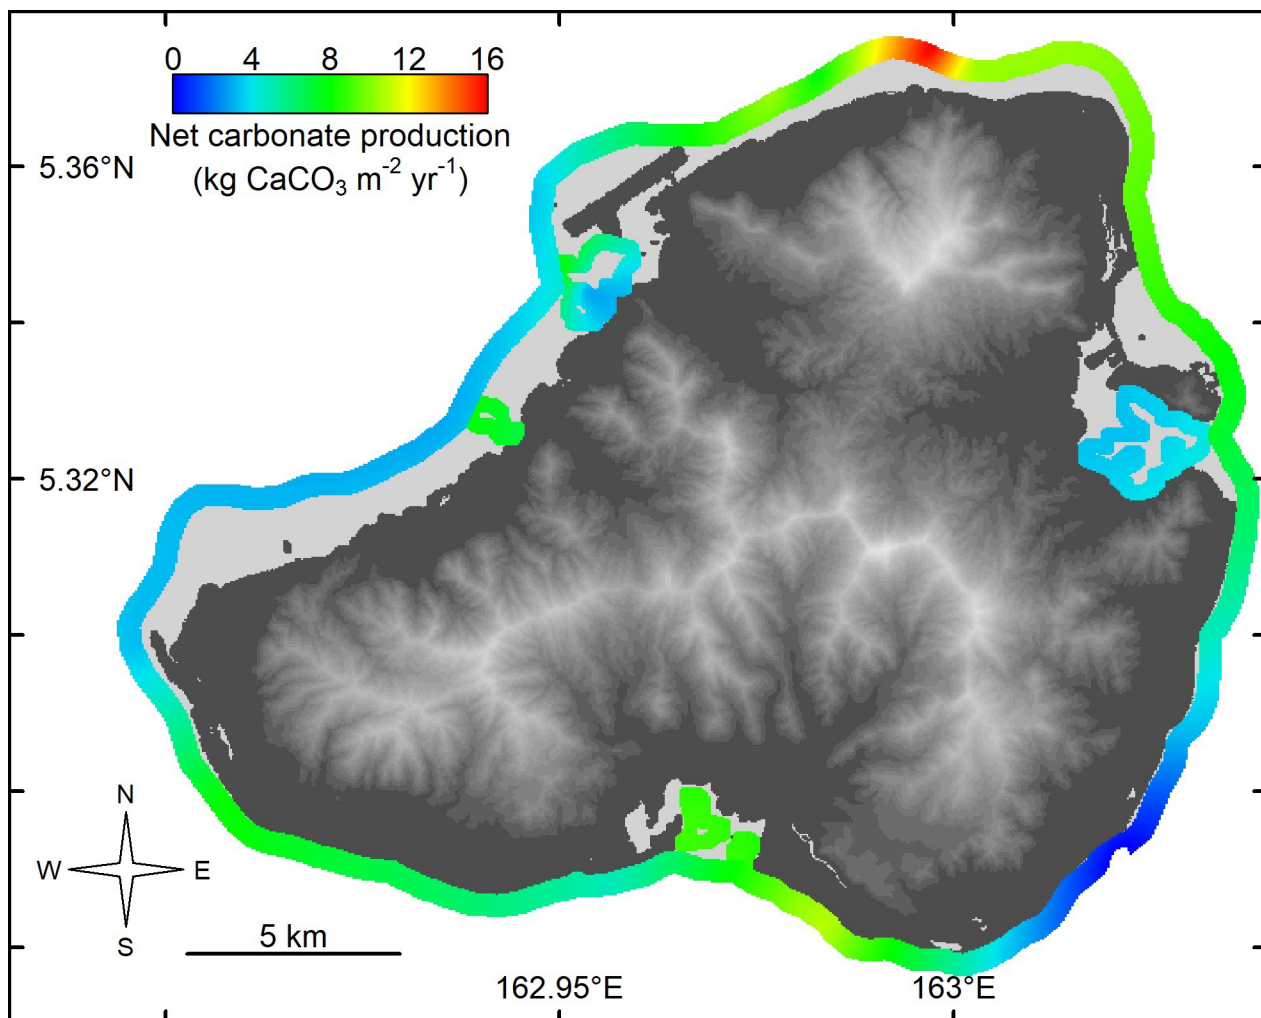 0 4 8 12 16
Net carbonate production
(kg CaCO₃ m⁻² yr⁻¹)
5.36°N
5.32°N
N
W E
S
5 km
162.95°E 163°E